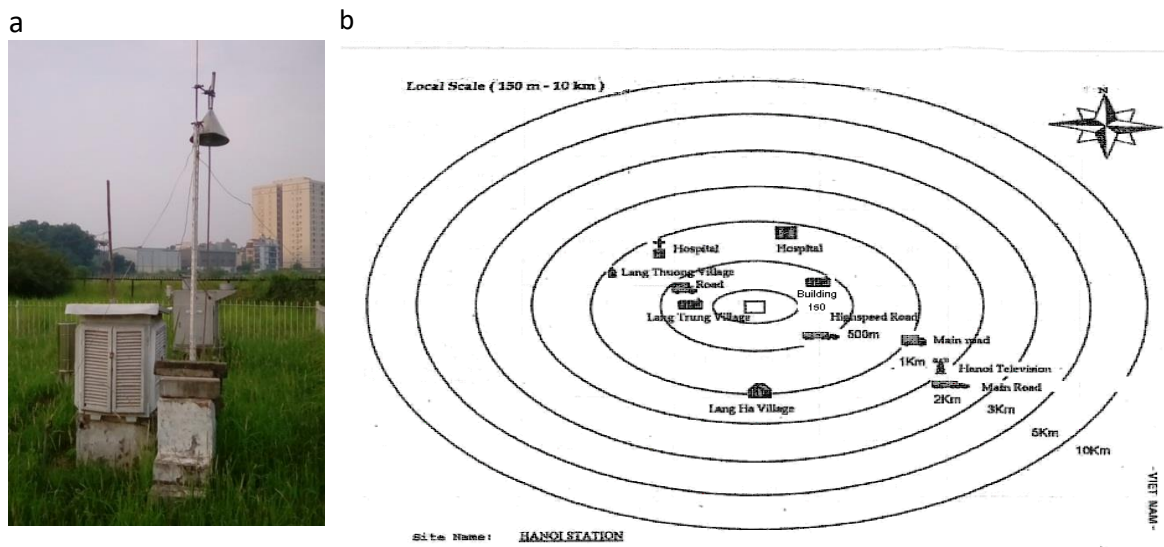 a
b
Local Scale ( 150 m - 10 km )
N
Hospital
Hospital
Lang Thuong Village
Road
Building
150
Lang Trung Village
Highspeed Road
500m
Main road
1Km
Hanoi Television
Main Road
2Km
Lang Ha Village
3Km
5Km
10Km
-VIET NAM-
Site Name: HANOI STATION